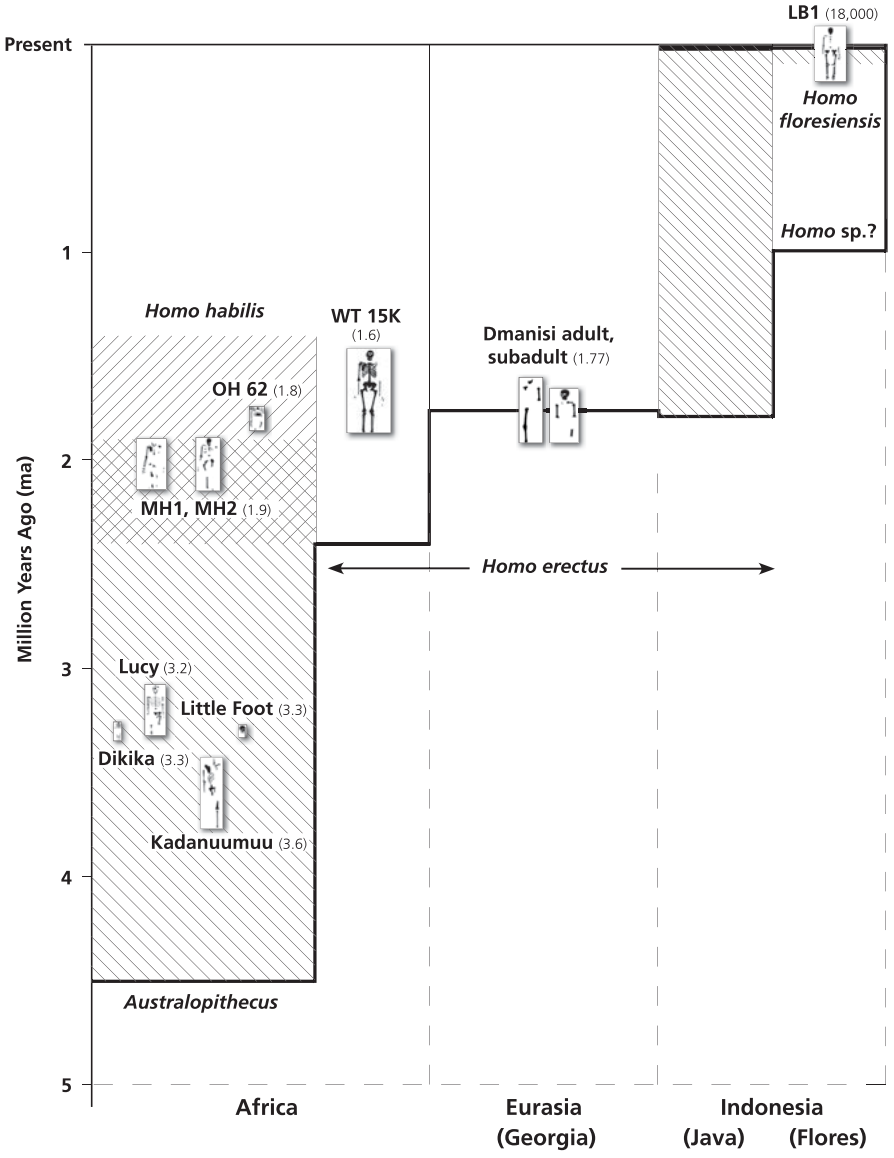 LB1 (18,000)
Present
Homo
floresiensis
Homo sp.?
1
Homo habilis
WT 15K
(1.6)
Dmanisi adult,
subadult (1.77)
OH 62 (1.8)
2
MH1, MH2 (1.9)
Homo erectus
Million Years Ago (ma)
3
Lucy (3.2)
Little Foot (3.3)
Dikika (3.3)
Kadanuumuu (3.6)
4
Australopithecus
5
Africa
Eurasia
Indonesia
(Georgia)
(Java)
(Flores)